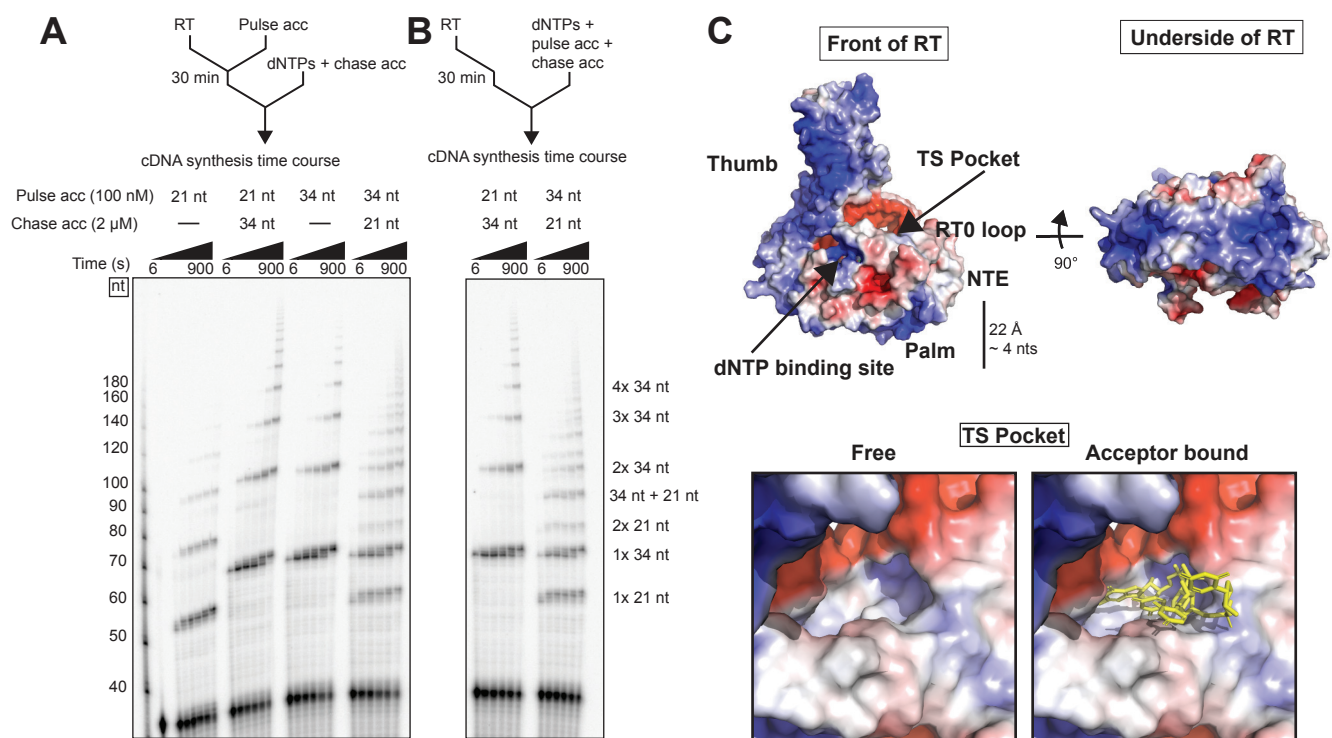 A
RT
Pulse acc
30 min
dNTPs + chase acc
cDNA synthesis time course
Pulse acc (100 nM)
21 nt
21 nt
34 nt
34 nt
Chase acc (2 µM)
—
34 nt
—
21 nt
Time (s)
6
900
6
900
6
900
6
900
nt
180
160
140
120
100
90
80
70
60
50
40
B
RT
dNTPs +
pulse acc +
chase acc
30 min
cDNA synthesis time course
21 nt
34 nt
34 nt
21 nt
6
900
6
900
4x 34 nt
3x 34 nt
2x 34 nt
34 nt + 21 nt
2x 21 nt
1x 34 nt
1x 21 nt
C
Front of RT
Underside of RT
Thumb
TS Pocket
RT0 loop
90°
NTE
22 Å
~ 4 nts
Palm
dNTP binding site
TS Pocket
Free
Acceptor bound